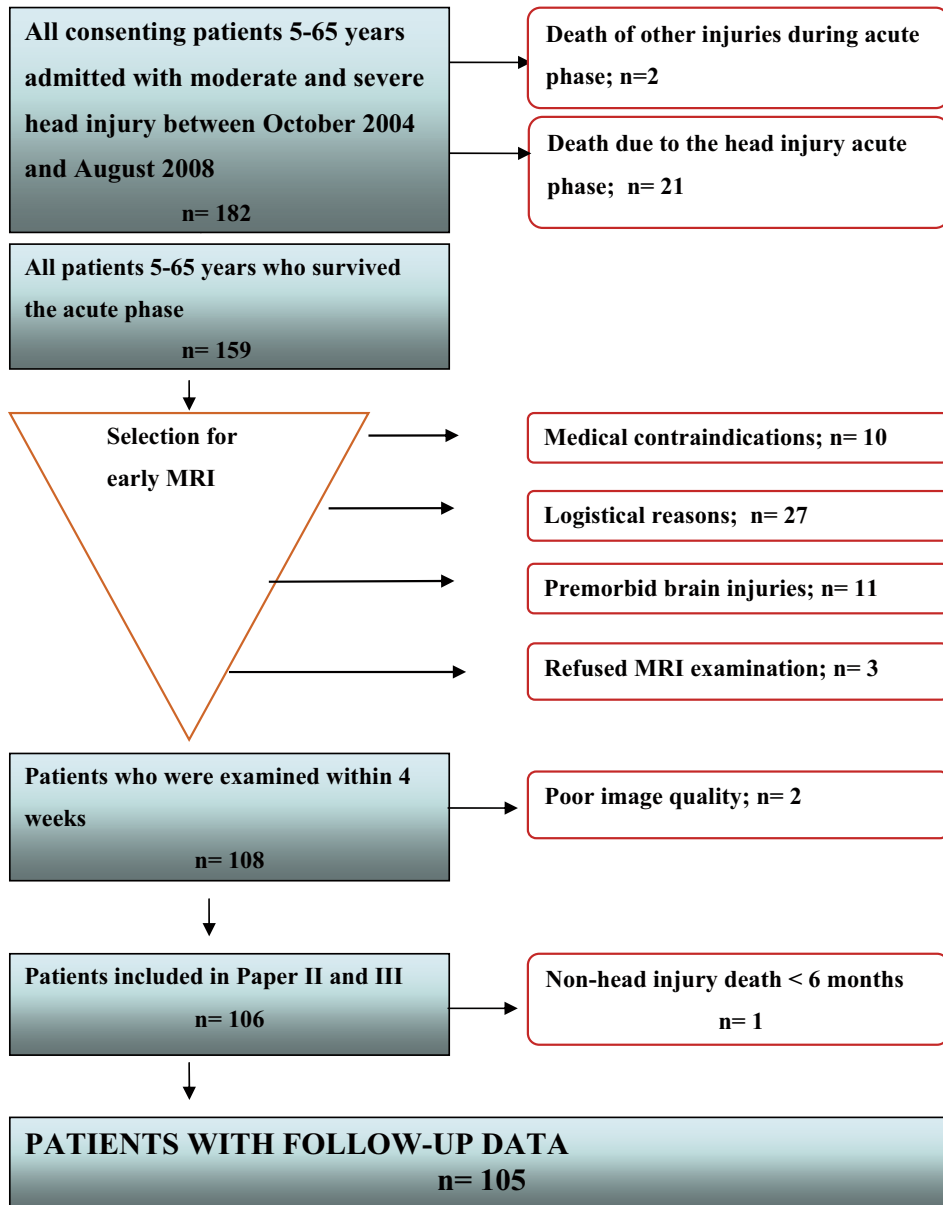 All consenting patients 5-65 years
admitted with moderate and severe
head injury between October 2004
and August 2008
n= 182
Death of other injuries during acute
phase; n=2
Death due to the head injury acute
phase; n= 21
All patients 5-65 years who survived
the acute phase
n= 159
Selection for
early MRI
Medical contraindications; n= 10
Logistical reasons; n= 27
Premorbid brain injuries; n= 11
Refused MRI examination; n= 3
Patients who were examined within 4
weeks
n= 108
Poor image quality; n= 2
Patients included in Paper II and III
n= 106
Non-head injury death < 6 months
n= 1
PATIENTS WITH FOLLOW-UP DATA
n= 105